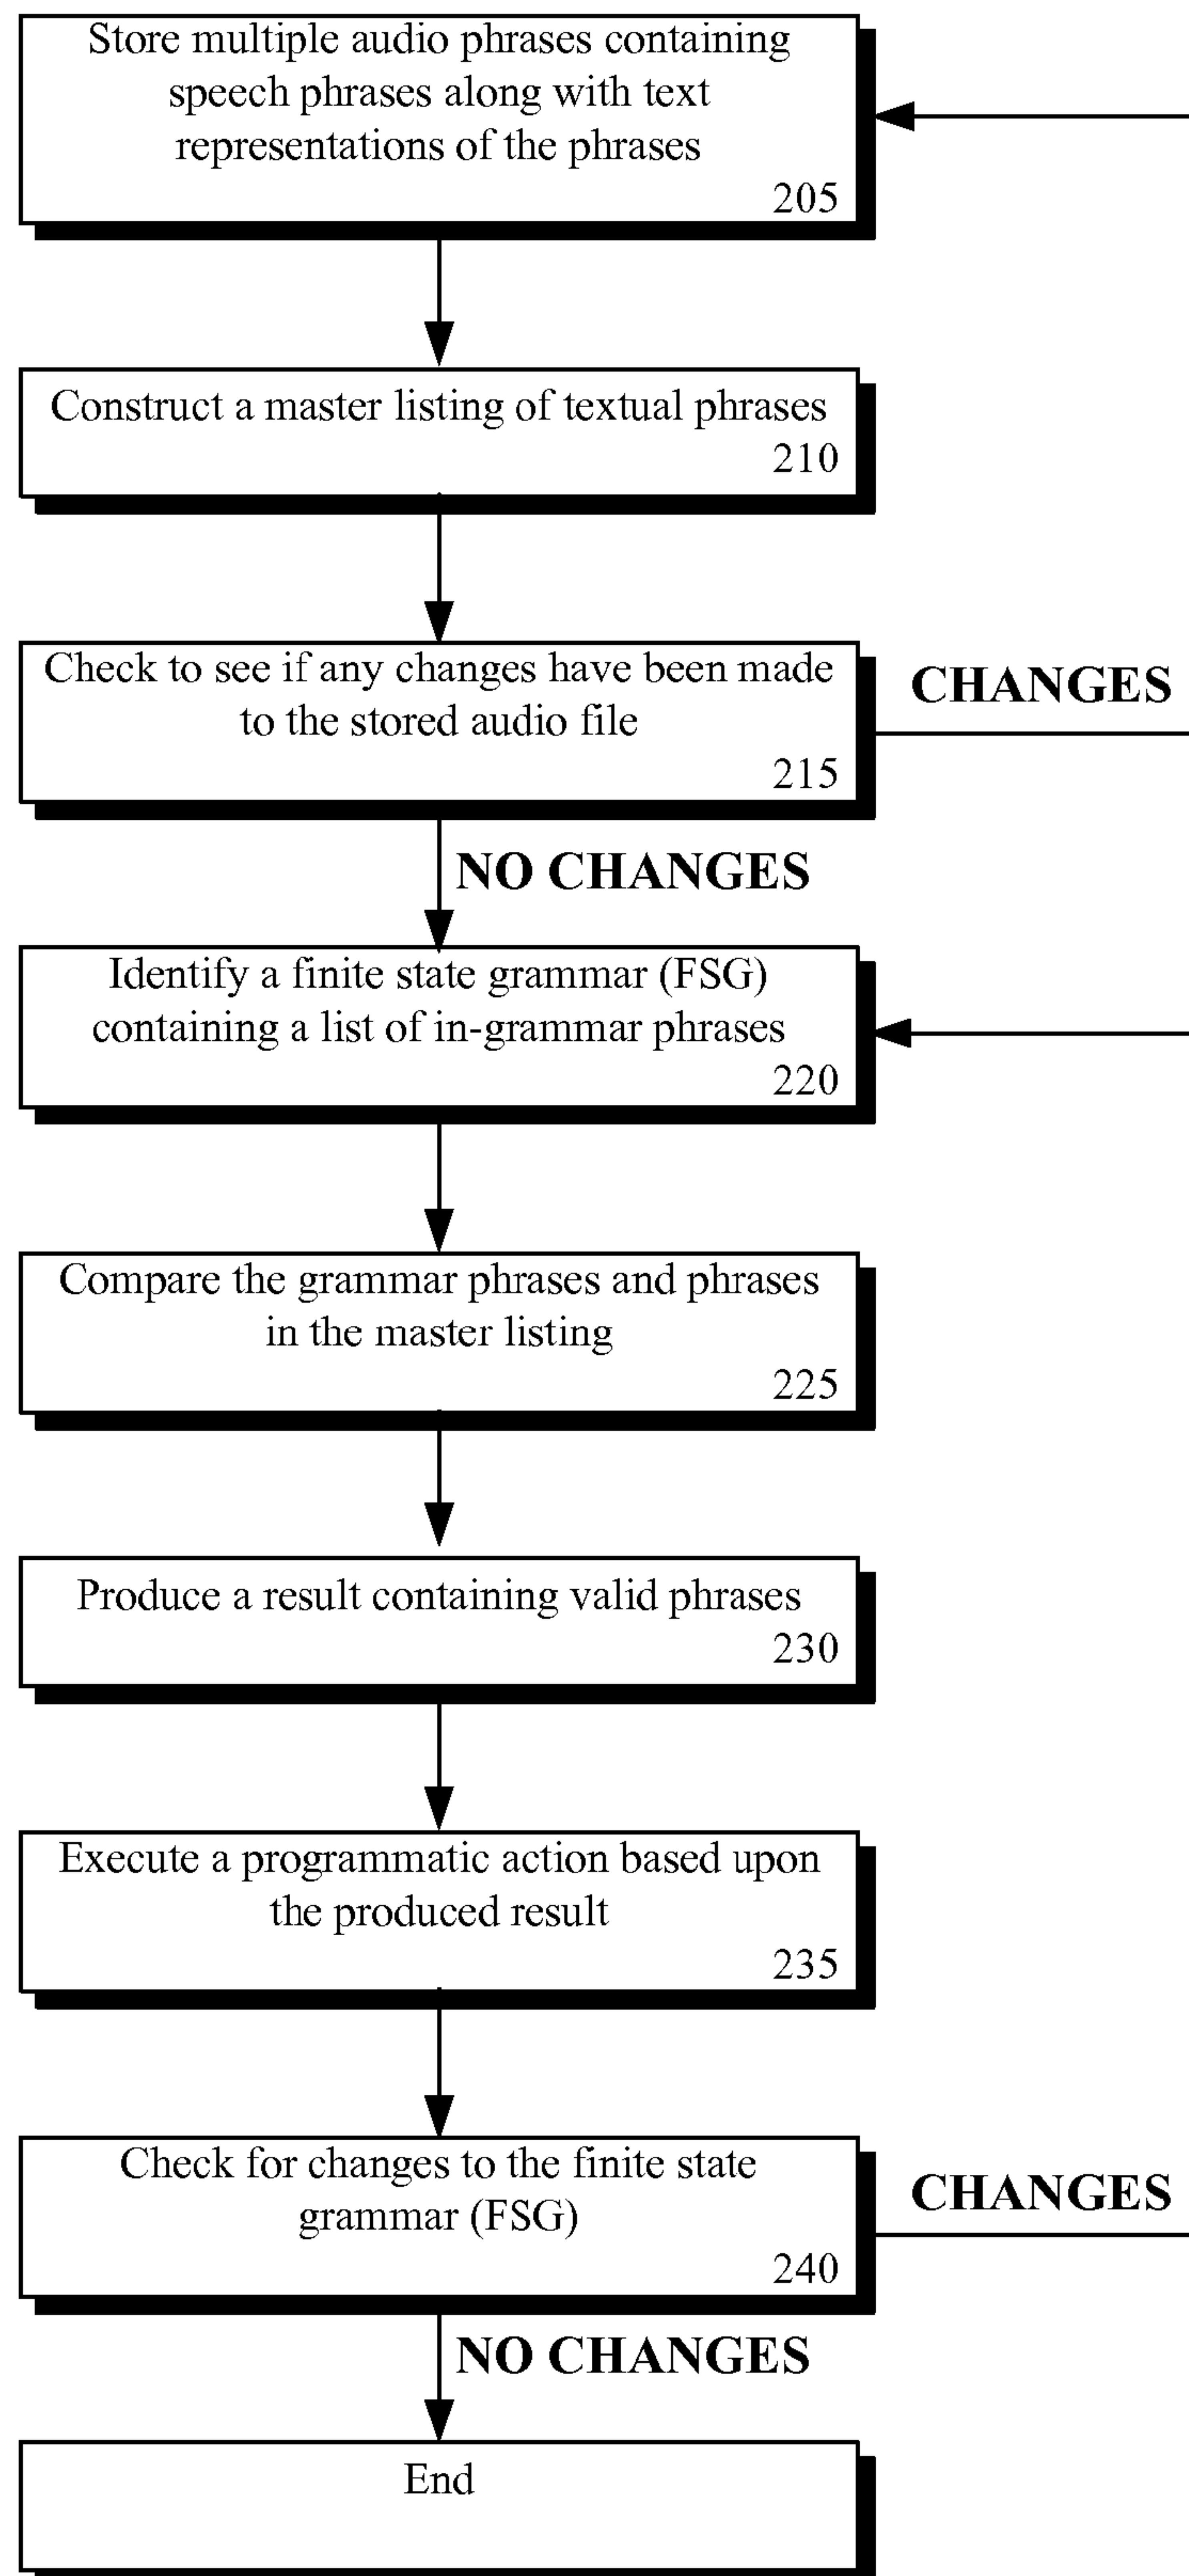 Store multiple audio phrases containing
speech phrases along with text
representations of the phrases
205
Construct a master listing of textual phrases
210
Check to see if any changes have been made
to the stored audio file
215
CHANGES
NO CHANGES
Identify a finite state grammar (FSG)
containing a list of in-grammar phrases
220
Compare the grammar phrases and phrases
in the master listing
225
Produce a result containing valid phrases
230
Execute a programmatic action based upon
the produced result
235
Check for changes to the finite state
grammar (FSG)
240
CHANGES
NO CHANGES
End